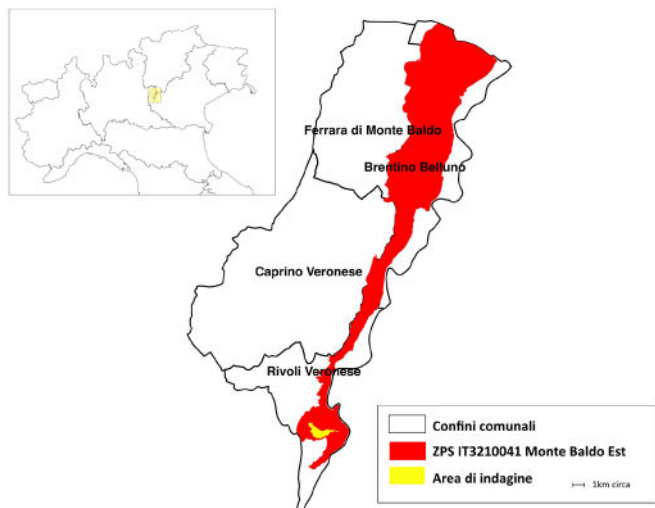 Ferrara di Monte Baldo
Brentino Belluno
Caprino Veronese
Rivoli Veronese
Confini comunali
ZPS IT3210041 Monte Baldo Est
Area di indagine
1km circa